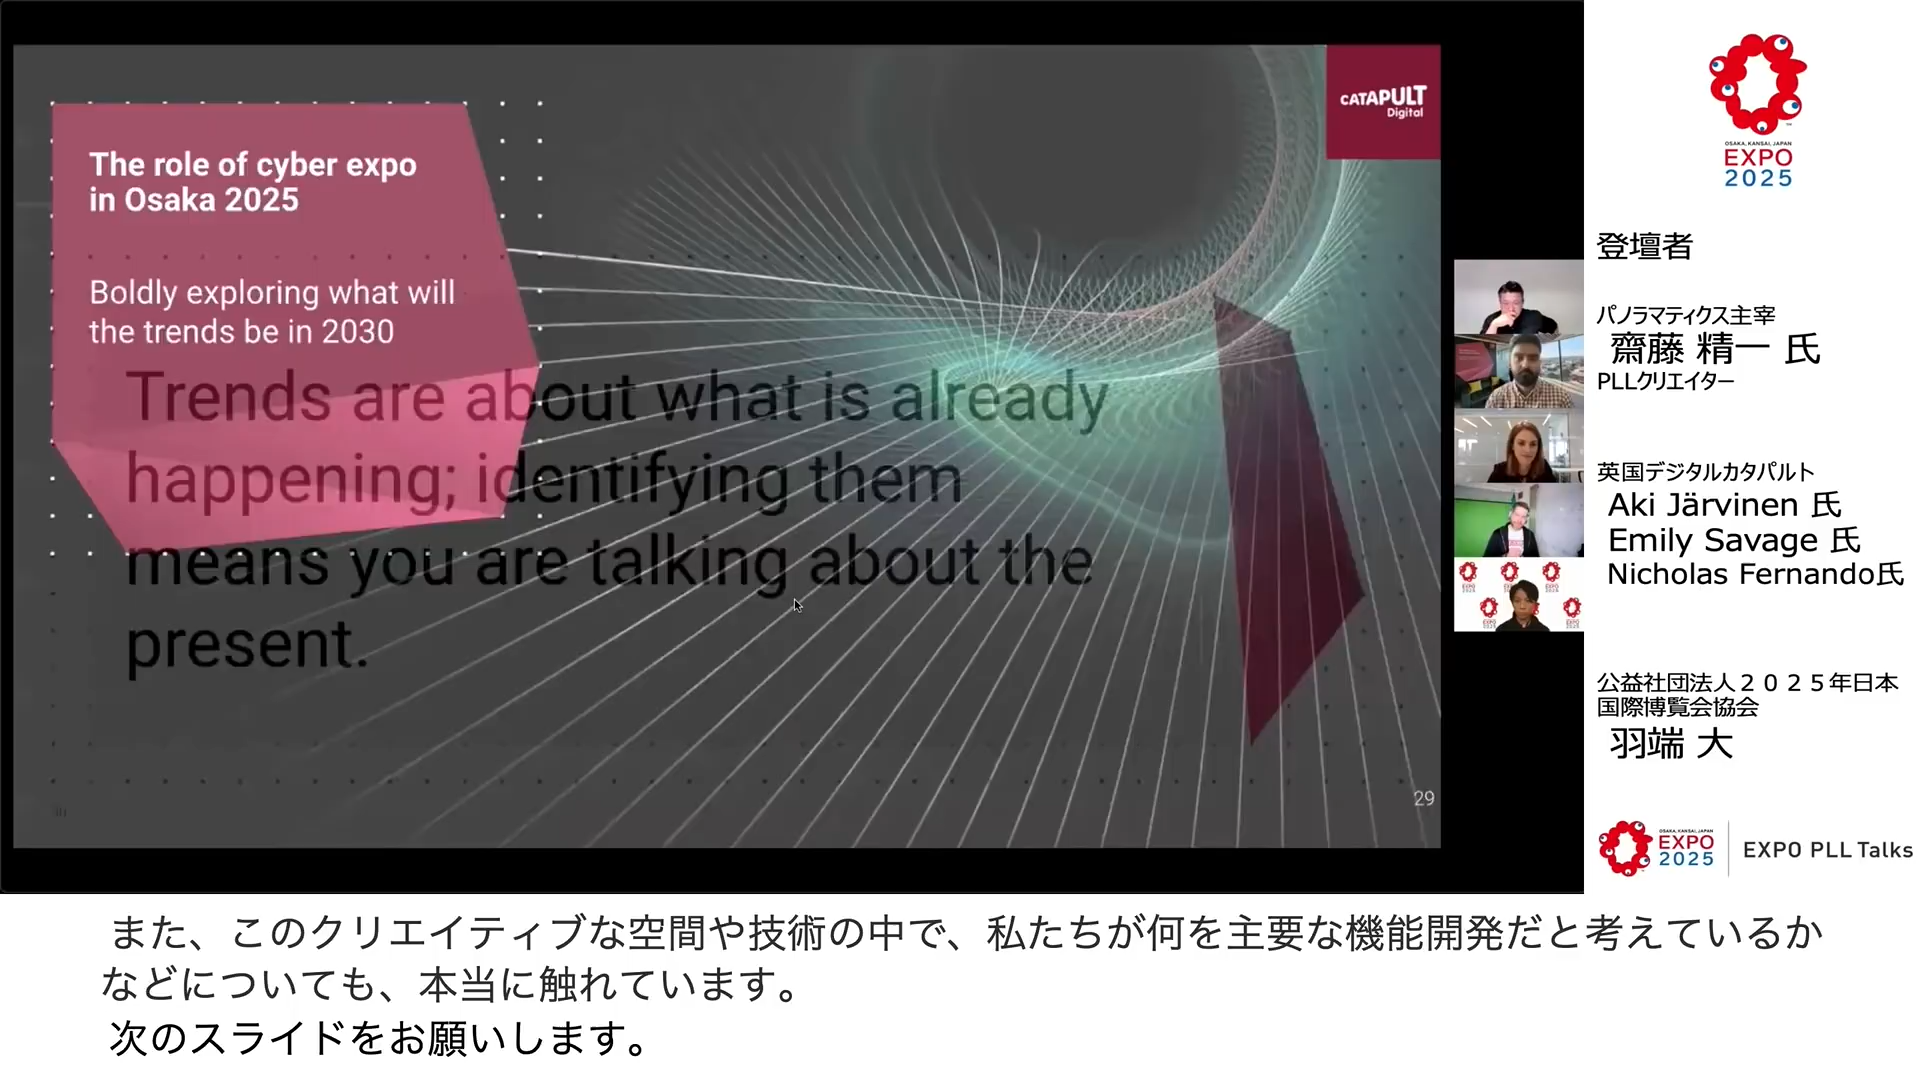 The role of cyber expo
in Osaka 2025
Boldly exploring what will
the trends be in 2030
Trends are about what is already
happening; identifying them
means you are talking about the
present.
CATAPULT
Digital
29
OSAKA, KANSAI, JAPAN
EXPO
2025
登壇者
パノラマティクス主宰
齋藤 精一 氏
PLLクリエイター
英国デジタルカタパルト
Aki Järvinen 氏
Emily Savage 氏
Nicholas Fernando氏
公益社団法人２０２５年日本
国際博覧会協会
羽端 大
OSAKA, KANSAI, JAPAN
EXPO
2025
EXPO PLL Talks
また、このクリエイティブな空間や技術の中で、私たちが何を主要な機能開発だと考えているか
などについても、本当に触れています。
次のスライドをお願いします。